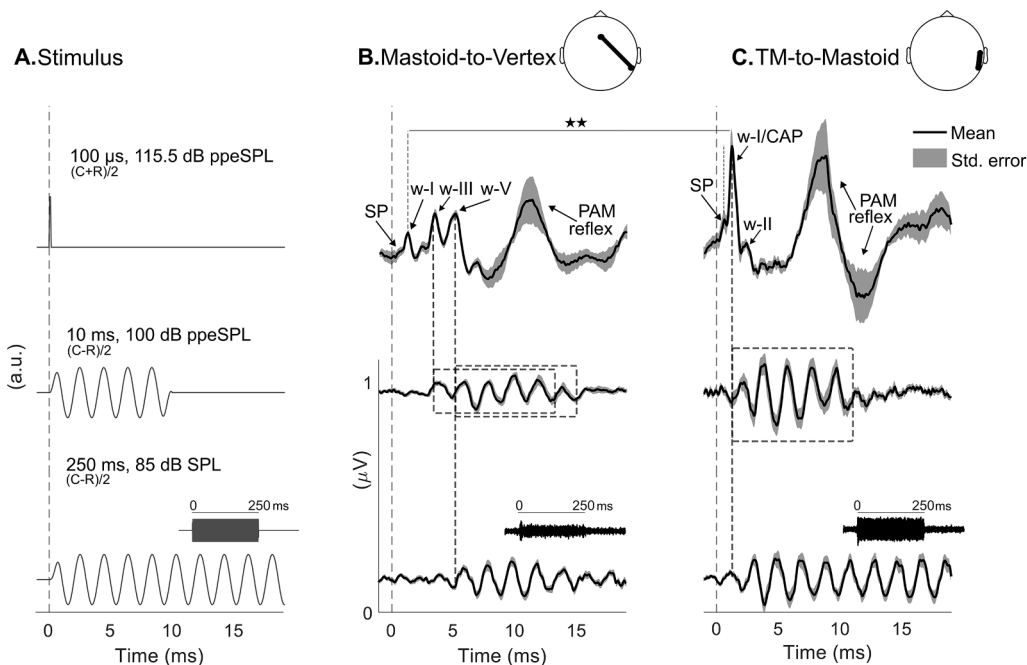 A.Stimulus
B.Mastoid-to-Vertex
C.TM-to-Mastoid
100 µs, 115.5 dB ppeSPL
(C+R)/2
10 ms, 100 dB ppeSPL
(C-R)/2
250 ms, 85 dB SPL
(C-R)/2
0 250 ms
(a.u.)
0 5 10 15
Time (ms)
★★
SP
w-I
w-III
w-V
PAM
reflex
1
(µV)
0
0 250 ms
0 5 10 15
Time (ms)
SP
w-I/CAP
w-II
PAM
reflex
Mean
Std. error
0 250 ms
0 5 10 15
Time (ms)